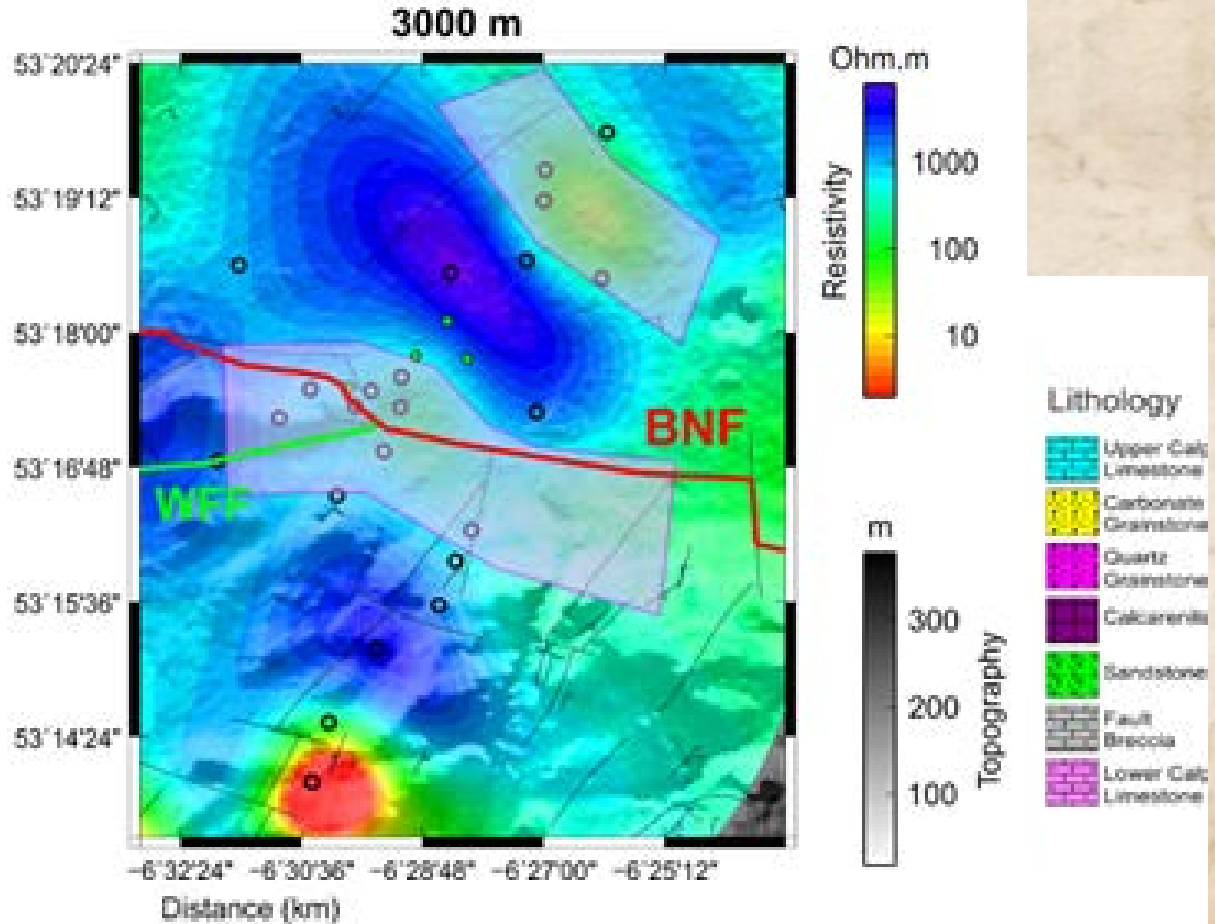 3000 m
53°20'24"
53°19'12"
53°18'00"
53°16'48"
53°15'36"
53°14'24"
−6°32'24" −6°30'36" −6°28'48" −6°27'00" −6°25'12"
Distance (km)
BNF
WFF
Ohm.m
Resistivity
1000
100
10
m
Topography
300
200
100
Lithology
Upper Calp
Limestone
Carbonate
Grainstone
Quartz
Grainstone
Sandstone
Fault
Breccia
Lower Calp
Limestone